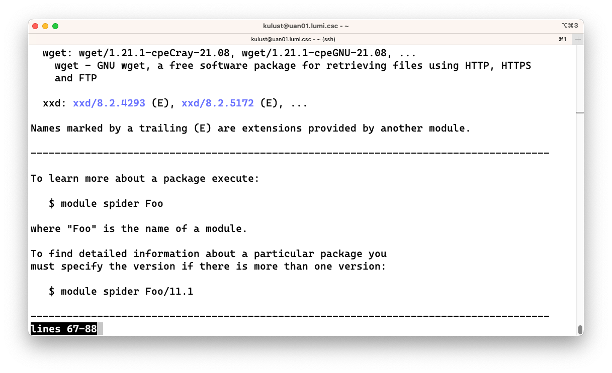 kulust@uan01.lumi.csc – ~
⌥⌘3
kulust@uan01.lumi.csc – ~ (ssh)
⌘1
wget: wget/1.21.1-cpeCray-21.08, wget/1.21.1-cpeGNU-21.08, ...
wget - GNU wget, a free software package for retrieving files using HTTP, HTTPS
and FTP
xxd: xxd/8.2.4293 (E), xxd/8.2.5172 (E), ...
Names marked by a trailing (E) are extensions provided by another module.
--------------------------------------------------------------------------------------
To learn more about a package execute:
$ module spider Foo
where "Foo" is the name of a module.
To find detailed information about a particular package you
must specify the version if there is more than one version:
$ module spider Foo/11.1
--------------------------------------------------------------------------------------
lines 67-88